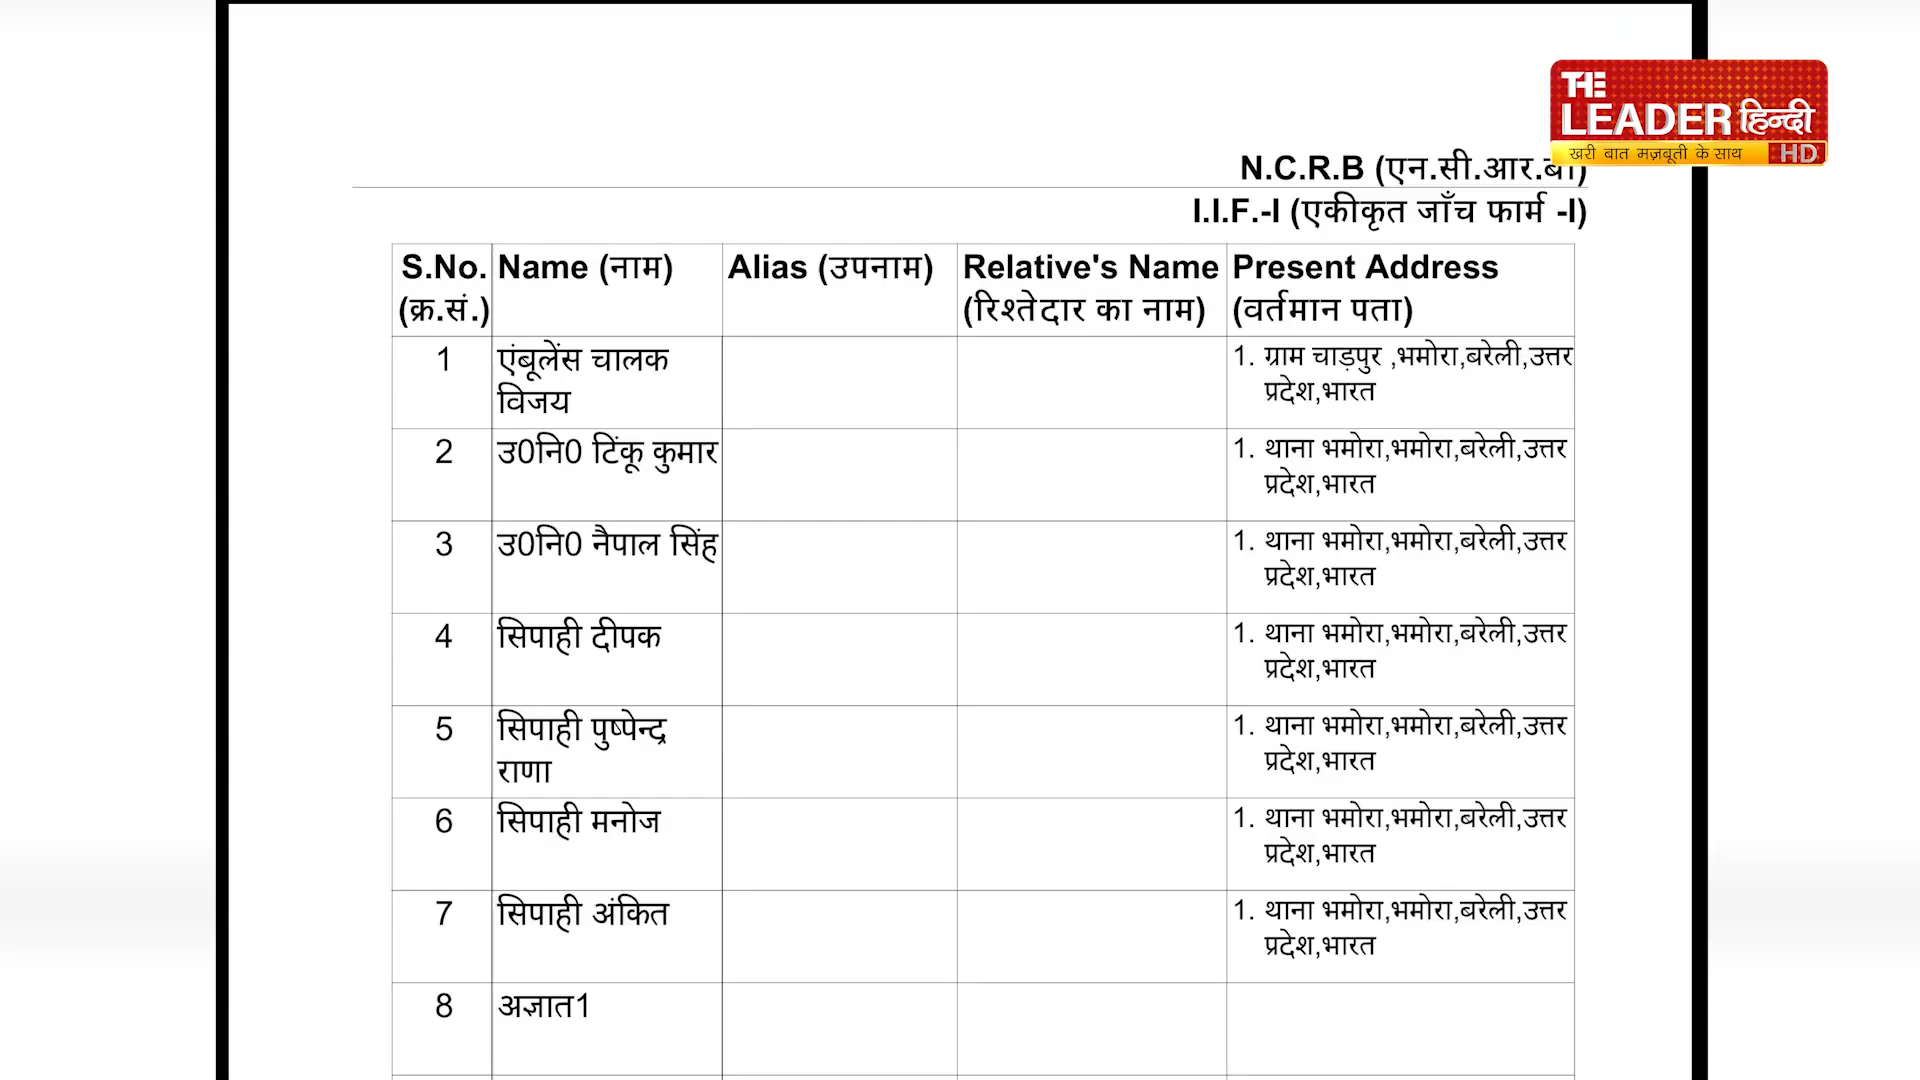 THE
LEADER हिन्दी
खरी बात मज़बूती के साथ HD
N.C.R.B (एन.सी.आर.बी)
I.I.F.-I (एकीकृत जाँच फार्म -I)
S.No. Name (नाम) Alias (उपनाम) Relative's Name Present Address
(क्र.सं.) (रिश्तेदार का नाम) (वर्तमान पता)
1 एंबूलेंस चालक 1. ग्राम चाड़पुर ,भमोरा,बरेली,उत्तर
विजय प्रदेश,भारत
2 उ0नि0 टिंकू कुमार 1. थाना भमोरा,भमोरा,बरेली,उत्तर
प्रदेश,भारत
3 उ0नि0 नैपाल सिंह 1. थाना भमोरा,भमोरा,बरेली,उत्तर
प्रदेश,भारत
4 सिपाही दीपक 1. थाना भमोरा,भमोरा,बरेली,उत्तर
प्रदेश,भारत
5 सिपाही पुष्पेन्द्र 1. थाना भमोरा,भमोरा,बरेली,उत्तर
राणा प्रदेश,भारत
6 सिपाही मनोज 1. थाना भमोरा,भमोरा,बरेली,उत्तर
प्रदेश,भारत
7 सिपाही अंकित 1. थाना भमोरा,भमोरा,बरेली,उत्तर
प्रदेश,भारत
8 अज्ञात1